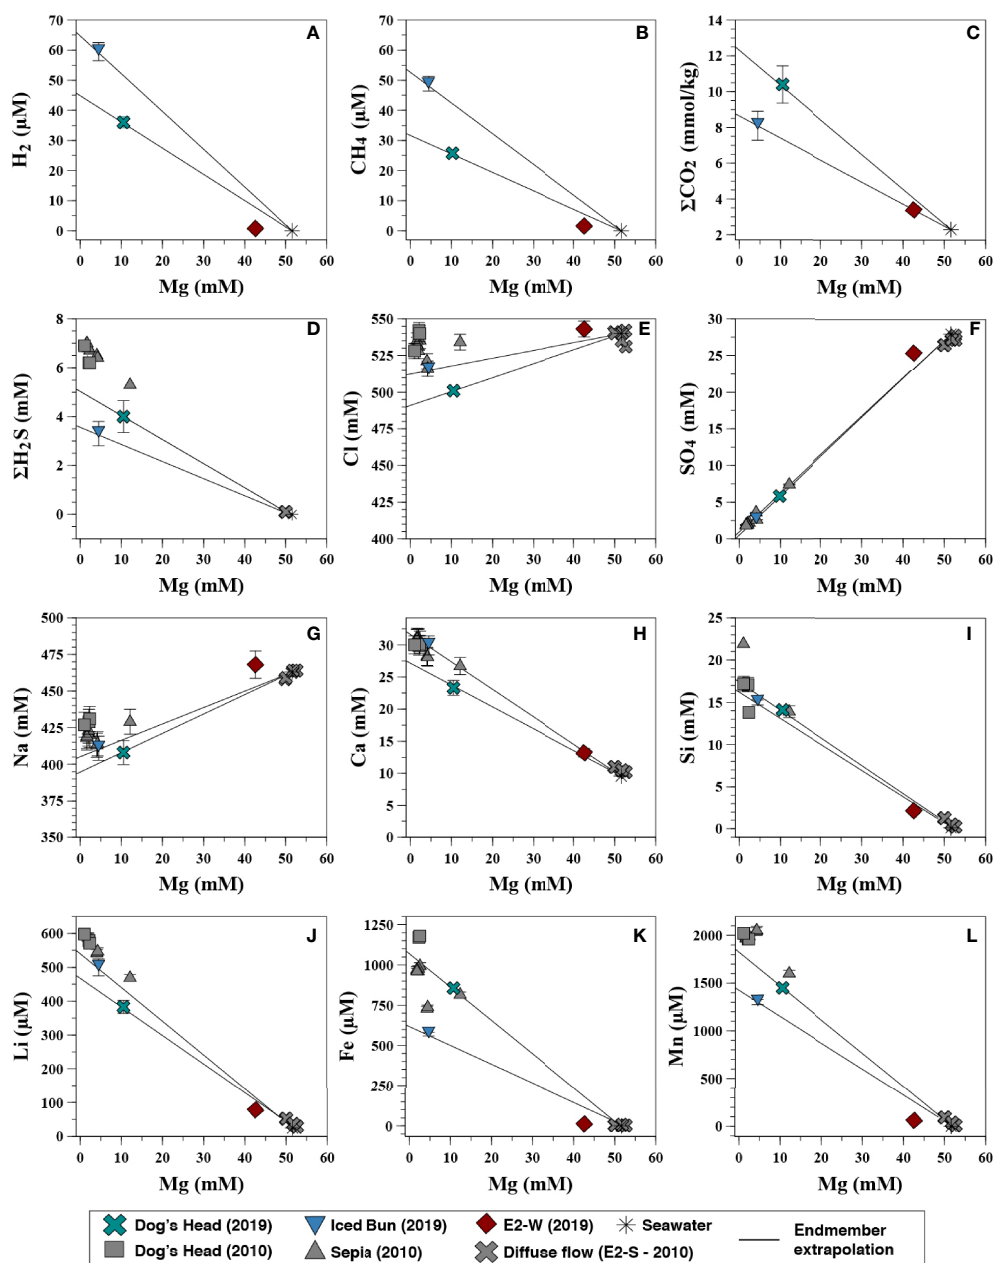 A
H2 (μM)
70
60
50
40
30
20
10
0
0 10 20 30 40 50 60
Mg (mM)
B
CH4 (μM)
70
60
50
40
30
20
10
0
0 10 20 30 40 50 60
Mg (mM)
C
ΣCO2 (mmol/kg)
14
12
10
8
6
4
2
0 10 20 30 40 50 60
Mg (mM)
D
ΣH2S (mM)
8
6
4
2
0
0 10 20 30 40 50 60
Mg (mM)
E
Cl (mM)
550
525
500
475
450
425
400
0 10 20 30 40 50 60
Mg (mM)
F
SO4 (mM)
30
25
20
15
10
5
0
0 10 20 30 40 50 60
Mg (mM)
G
Na (mM)
500
475
450
425
400
375
350
0 10 20 30 40 50 60
Mg (mM)
H
Ca (mM)
30
25
20
15
10
5
0
0 10 20 30 40 50 60
Mg (mM)
I
Si (mM)
25
20
15
10
5
0
0 10 20 30 40 50 60
Mg (mM)
J
Li (μM)
600
500
400
300
200
100
0
0 10 20 30 40 50 60
Mg (mM)
K
Fe (μM)
1250
1000
750
500
250
0
0 10 20 30 40 50 60
Mg (mM)
L
Mn (μM)
2000
1500
1000
500
0
0 10 20 30 40 50 60
Mg (mM)
Dog's Head (2019) Iced Bun (2019) E2-W (2019) Seawater
Dog's Head (2010) Sepia (2010) Diffuse flow (E2-S - 2010)
Endmember
extrapolation